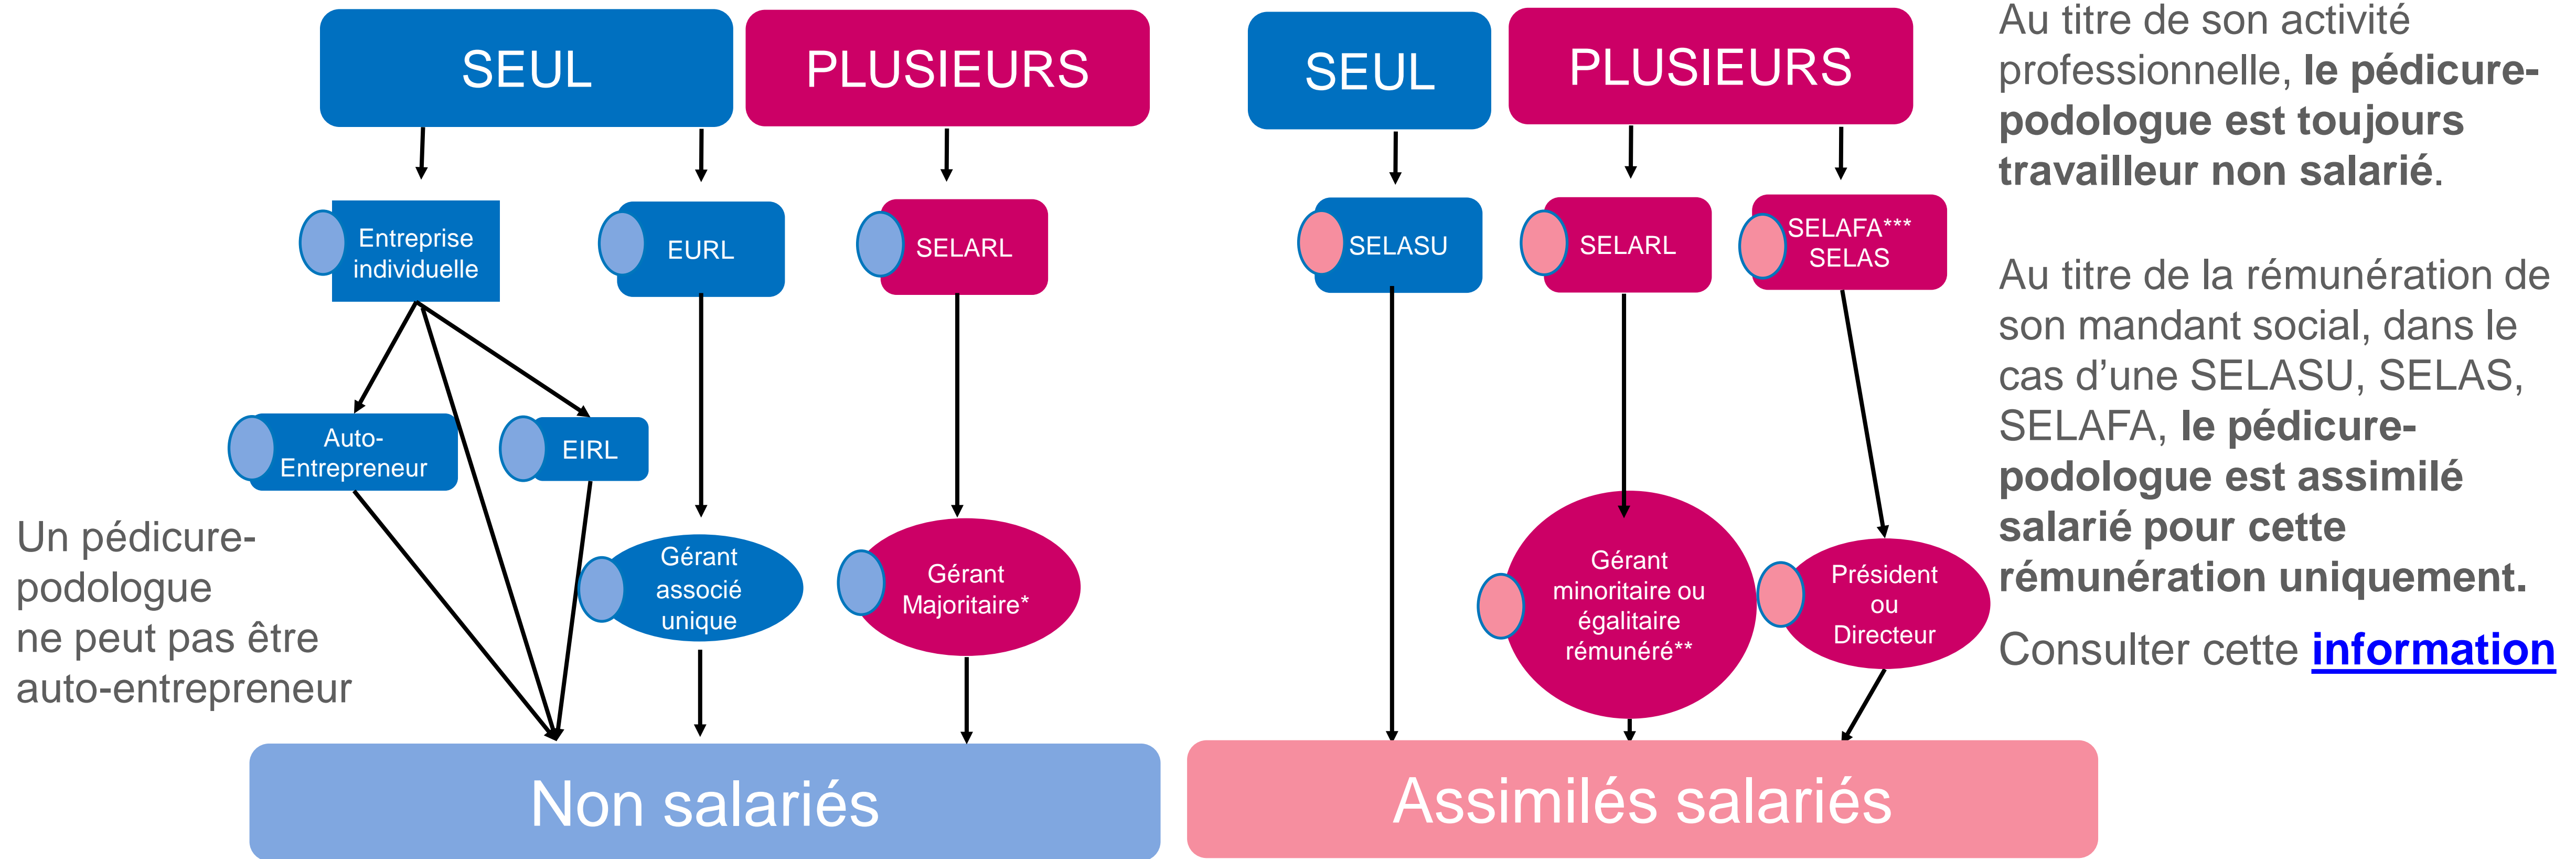 SEUL
PLUSIEURS
SEUL
PLUSIEURS
Entreprise
individuelle
EURL
SELARL
SELASU
SELARL
SELAFA***
SELAS
Auto-
Entrepreneur
EIRL
Gérant
associé
unique
Gérant
Majoritaire*
Gérant
minoritaire ou
égalitaire
rémunéré**
Président
ou
Directeur
Un pédicure-
podologue
ne peut pas être
auto-entrepreneur
Non salariés
Assimilés salariés
Au titre de son activité
professionnelle, le pédicure-
podologue est toujours
travailleur non salarié.
Au titre de la rémunération de
son mandant social, dans le
cas d’une SELASU, SELAS,
SELAFA, le pédicure-
podologue est assimilé
salarié pour cette
rémunération uniquement.
Consulter cette information